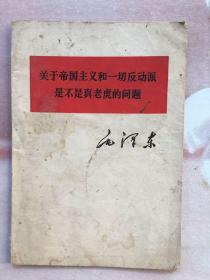 关于帝国主义和一切反动派
是不是真老虎的问题
毛泽东